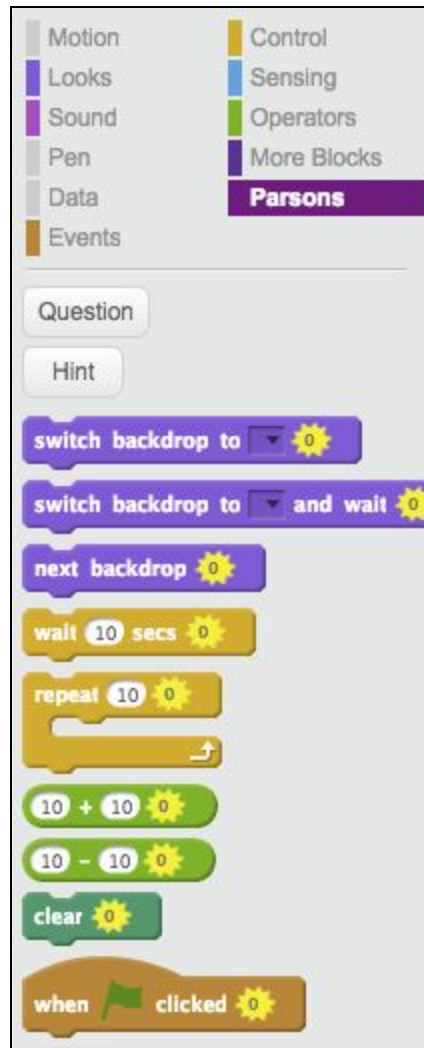 Motion Control
Looks Sensing
Sound Operators
Pen More Blocks
Data Parsons
Events
Question
Hint
switch backdrop to 0
switch backdrop to and wait 0
next backdrop 0
wait 10 secs 0
repeat 10 0
10 + 10 0
10 - 10 0
clear 0
when clicked 0